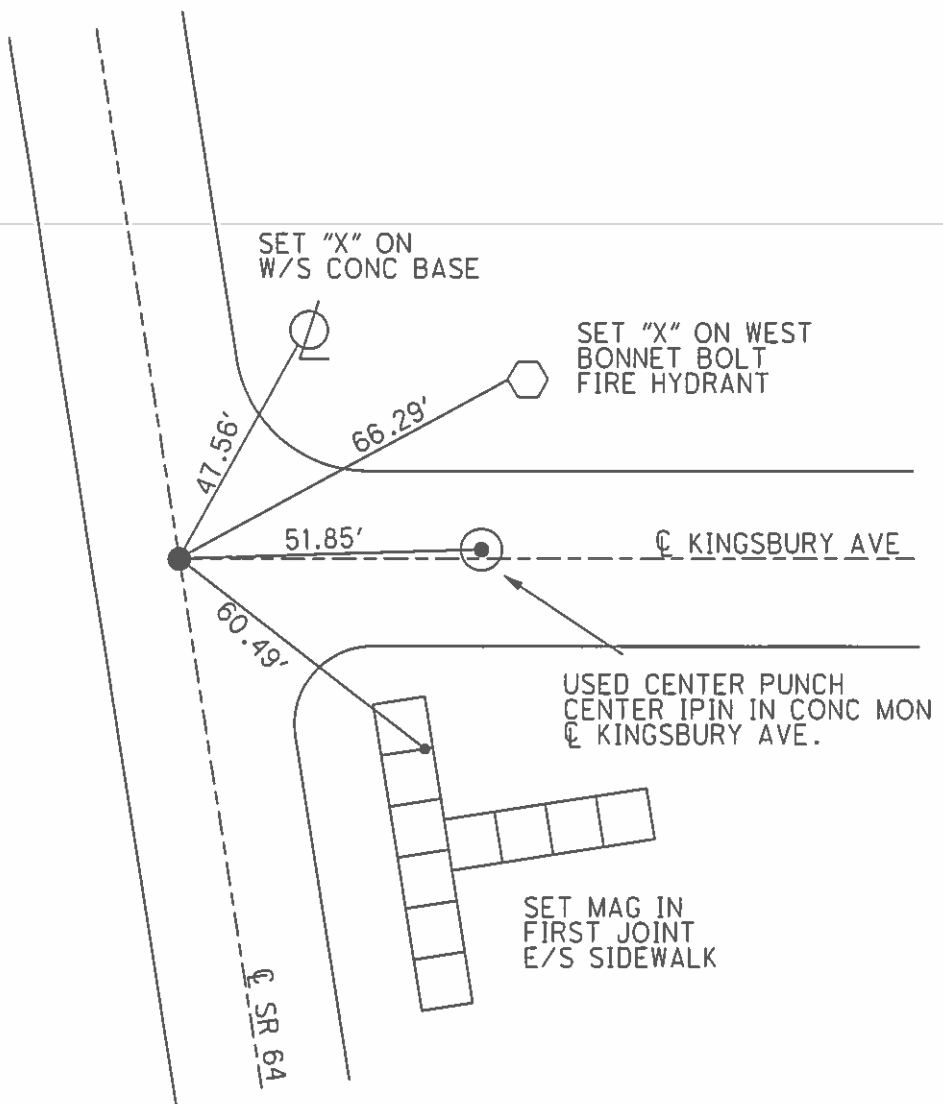 SET "X" ON
W/S CONC BASE
SET "X" ON WEST
BONNET BOLT
FIRE HYDRANT
47.56'
66.29'
51.85'
℄ KINGSBURY AVE
60.49'
USED CENTER PUNCH
CENTER IPIN IN CONC MON
℄ KINGSBURY AVE.
SET MAG IN
FIRST JOINT
E/S SIDEWALK
℄ SR 64